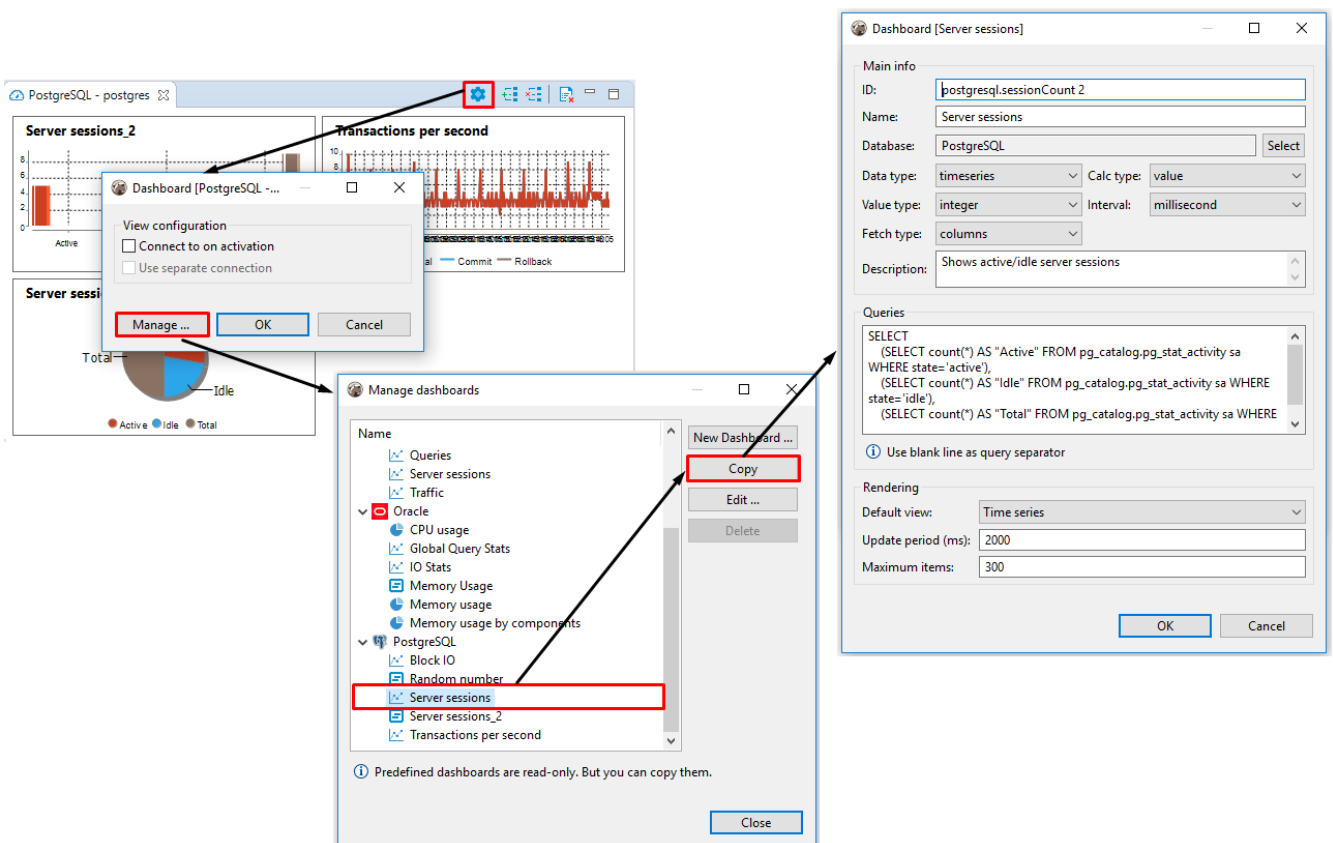 PostgreSQL - postgres
Server sessions_2
8
6
4
2
0
Active
Transactions per second
10
8
Commit
Rollback
Server sessi
Total
Idle
Active
Idle
Total
Dashboard [PostgreSQL -...
View configuration
Connect to on activation
Use separate connection
Manage ...
OK
Cancel
Manage dashboards
Name
Queries
Server sessions
Traffic
Oracle
CPU usage
Global Query Stats
IO Stats
Memory Usage
Memory usage
Memory usage by components
PostgreSQL
Block IO
Random number
Server sessions
Server sessions_2
Transactions per second
New Dashboard ...
Copy
Edit ...
Delete
Predefined dashboards are read-only. But you can copy them.
Close
Dashboard [Server sessions]
Main info
ID: postgresql.sessionCount 2
Name: Server sessions
Database: PostgreSQL Select
Data type: timeseries Calc type: value
Value type: integer Interval: millisecond
Fetch type: columns
Description: Shows active/idle server sessions
Queries
SELECT
(SELECT count(*) AS "Active" FROM pg_catalog.pg_stat_activity sa
WHERE state='active'),
(SELECT count(*) AS "Idle" FROM pg_catalog.pg_stat_activity sa WHERE
state='idle'),
(SELECT count(*) AS "Total" FROM pg_catalog.pg_stat_activity sa WHERE
Use blank line as query separator
Rendering
Default view: Time series
Update period (ms): 2000
Maximum items: 300
OK Cancel